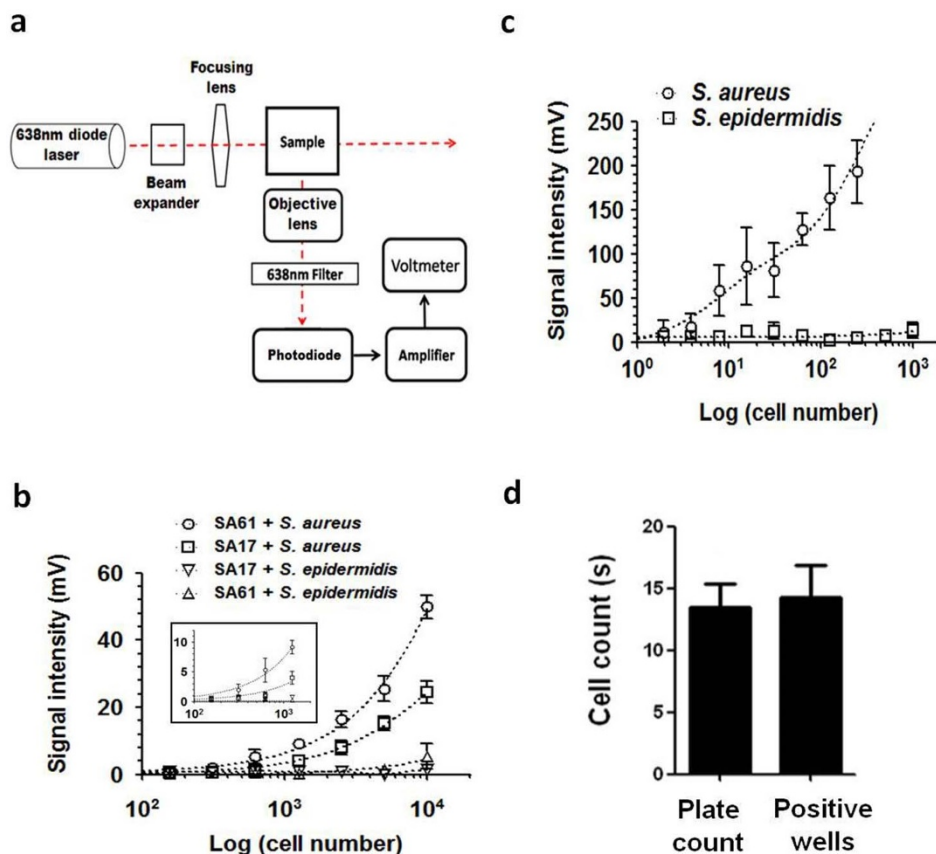 a
Focusing
lens
638nm diode
laser
Sample
Beam
expander
Objective
lens
638nm Filter
Voltmeter
Photodiode
Amplifier
c
S. aureus
S. epidermidis
250
200
150
100
50
0
Signal intensity (mV)
10⁰ 10¹ 10² 10³
Log (cell number)
b
SA61 + S. aureus
SA17 + S. aureus
SA17 + S. epidermidis
SA61 + S. epidermidis
60
40
20
0
Signal intensity (mV)
10
5
0
10² 10³
10² 10³ 10⁴
Log (cell number)
d
20
15
10
5
0
Cell count (s)
Plate
count
Positive
wells